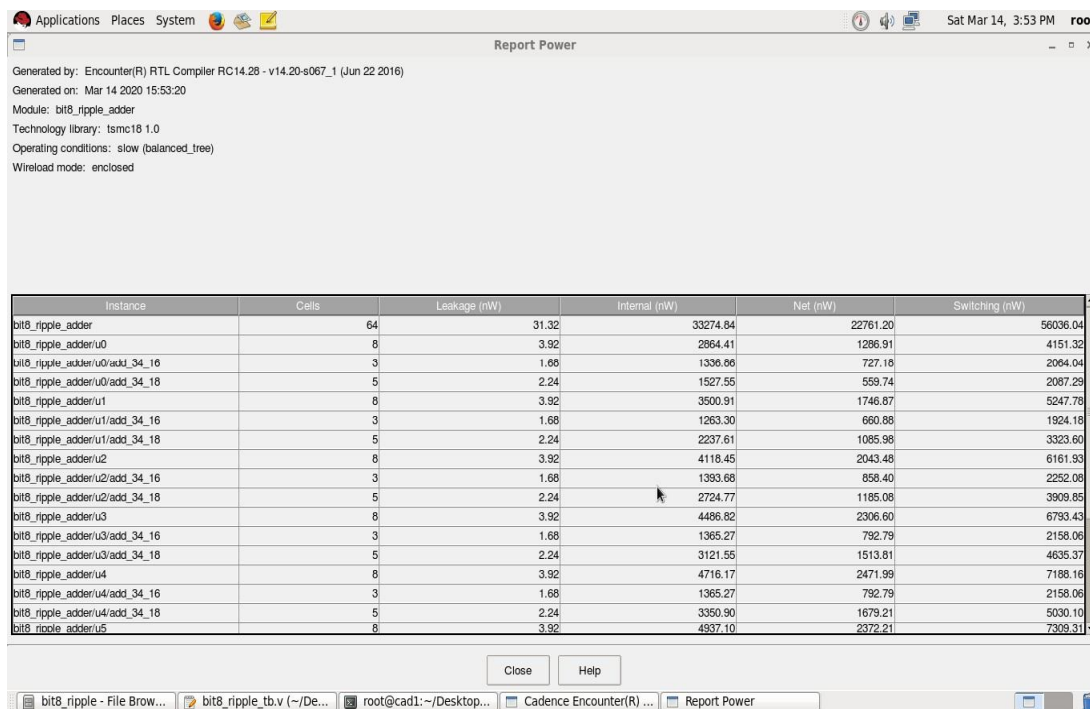 Applications Places System Sat Mar 14, 3:53 PM roo
Report Power
Generated by: Encounter(R) RTL Compiler RC14.28 - v14.20-s067_1 (Jun 22 2016)
Generated on: Mar 14 2020 15:53:20
Module: bit8_ripple_adder
Technology library: tsmc18 1.0
Operating conditions: slow (balanced_tree)
Wireload mode: enclosed
Instance Cells Leakage (nW) Internal (nW) Net (nW) Switching (nW)
bit8_ripple_adder 64 31.32 33274.84 22761.20 56036.04
bit8_ripple_adder/u0 8 3.92 2864.41 1286.91 4151.32
bit8_ripple_adder/u0/add_34_16 3 1.68 1336.86 727.18 2064.04
bit8_ripple_adder/u0/add_34_18 5 2.24 1527.55 559.74 2087.29
bit8_ripple_adder/u1 8 3.92 3500.91 1746.87 5247.78
bit8_ripple_adder/u1/add_34_16 3 1.68 1263.30 660.88 1924.18
bit8_ripple_adder/u1/add_34_18 5 2.24 2237.61 1085.98 3323.60
bit8_ripple_adder/u2 8 3.92 4118.45 2043.48 6161.93
bit8_ripple_adder/u2/add_34_16 3 1.68 1393.68 858.40 2252.08
bit8_ripple_adder/u2/add_34_18 5 2.24 2724.77 1185.08 3909.85
bit8_ripple_adder/u3 8 3.92 4486.82 2306.60 6793.43
bit8_ripple_adder/u3/add_34_16 3 1.68 1365.27 792.79 2158.06
bit8_ripple_adder/u3/add_34_18 5 2.24 3121.55 1513.81 4635.37
bit8_ripple_adder/u4 8 3.92 4716.17 2471.99 7188.16
bit8_ripple_adder/u4/add_34_16 3 1.68 1365.27 792.79 2158.06
bit8_ripple_adder/u4/add_34_18 5 2.24 3350.90 1679.21 5030.10
bit8_ripple_adder/u5 8 3.92 4937.10 2372.21 7309.31
Close Help
bit8_ripple - File Brow... bit8_ripple_tb.v (~/De... root@cad1:~/Desktop... Cadence Encounter(R) ... Report Power